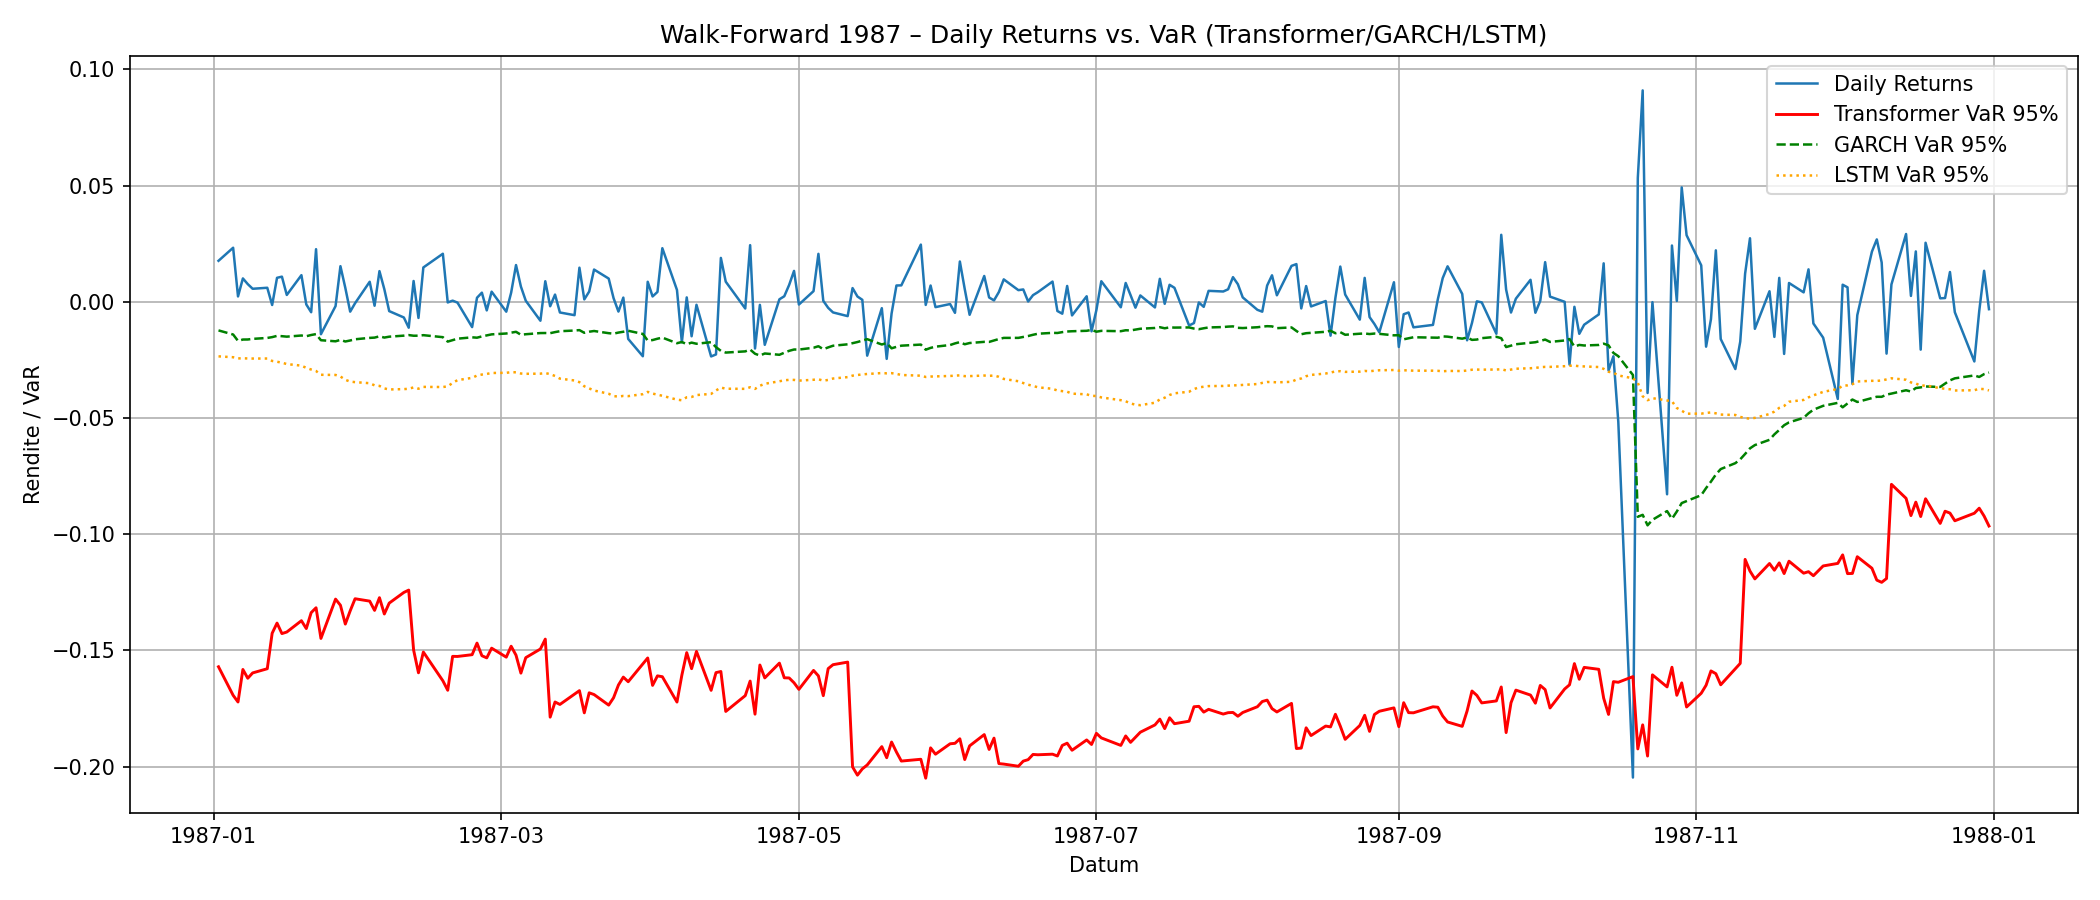 Walk-Forward 1987 – Daily Returns vs. VaR (Transformer/GARCH/LSTM)
Daily Returns
Transformer VaR 95%
GARCH VaR 95%
LSTM VaR 95%
Rendite / VaR
0.10
0.05
0.00
−0.05
−0.10
−0.15
−0.20
1987-01 1987-03 1987-05 1987-07 1987-09 1987-11 1988-01
Datum